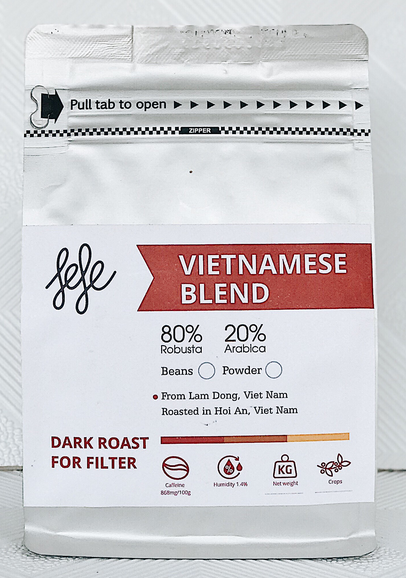 Pull tab to open
ZIPPER
fefe
VIETNAMESE
BLEND
80% 20%
Robusta Arabica
Beans Powder
From Lam Dong, Viet Nam
Roasted in Hoi An, Viet Nam
DARK ROAST
FOR FILTER
KG
Caffeine Humidity 1.4% Net weight Crops
868mg/100g